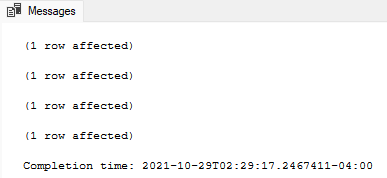 Messages
(1 row affected)
(1 row affected)
(1 row affected)
(1 row affected)
Completion time: 2021-10-29T02:29:17.2467411-04:00